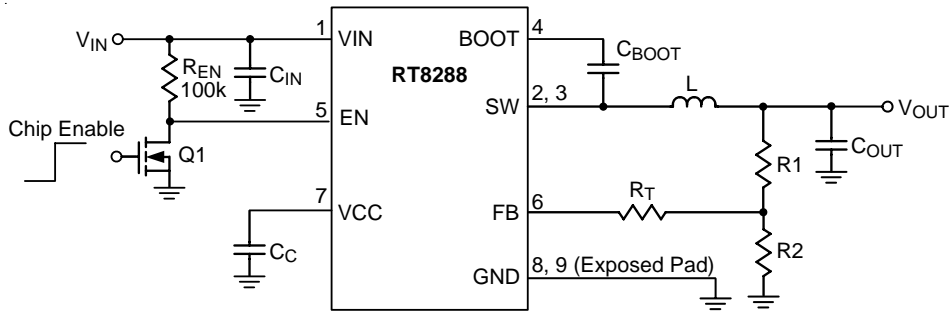 VIN
REN
100k
CIN
Chip Enable
Q1
CC
1
VIN
5
EN
7
VCC
RT8288
BOOT
4
SW
2, 3
FB
6
GND
8, 9 (Exposed Pad)
CBOOT
L
VOUT
COUT
R1
RT
R2